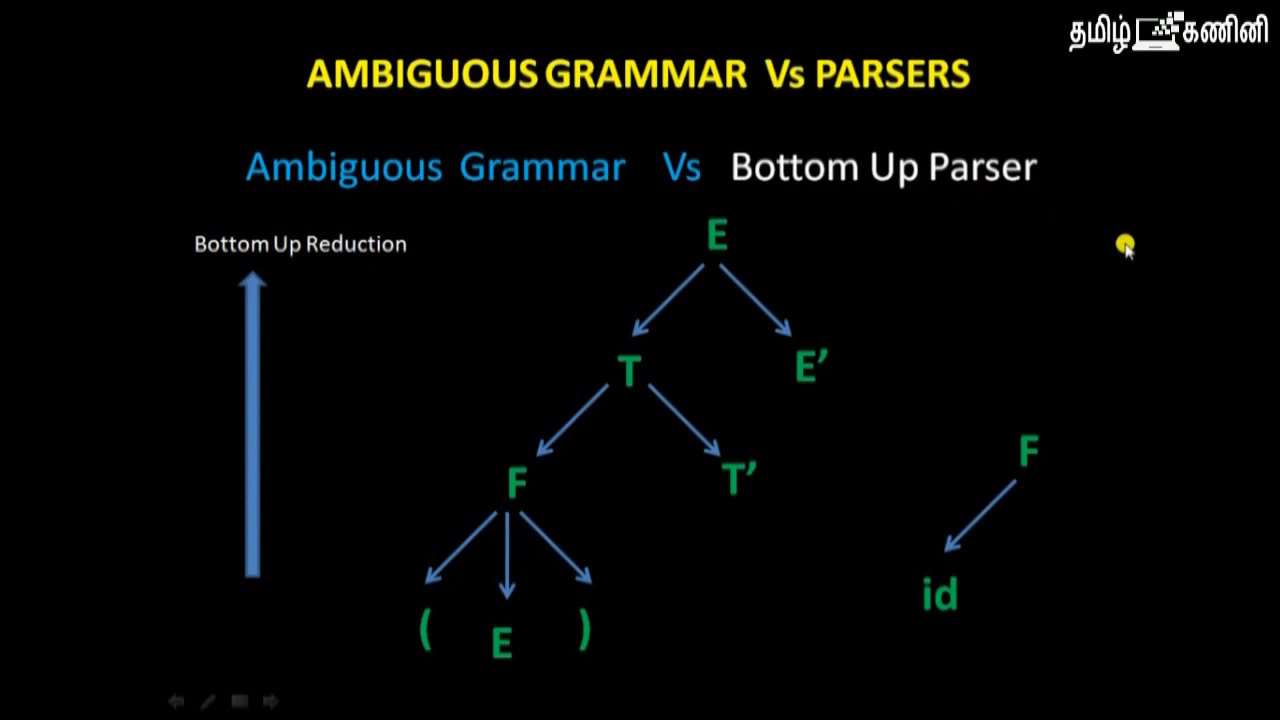 தமிழ் கணினி
AMBIGUOUS GRAMMAR Vs PARSERS
Ambiguous Grammar Vs Bottom Up Parser
Bottom Up Reduction
E
T E’
F T’
( E )
F
id